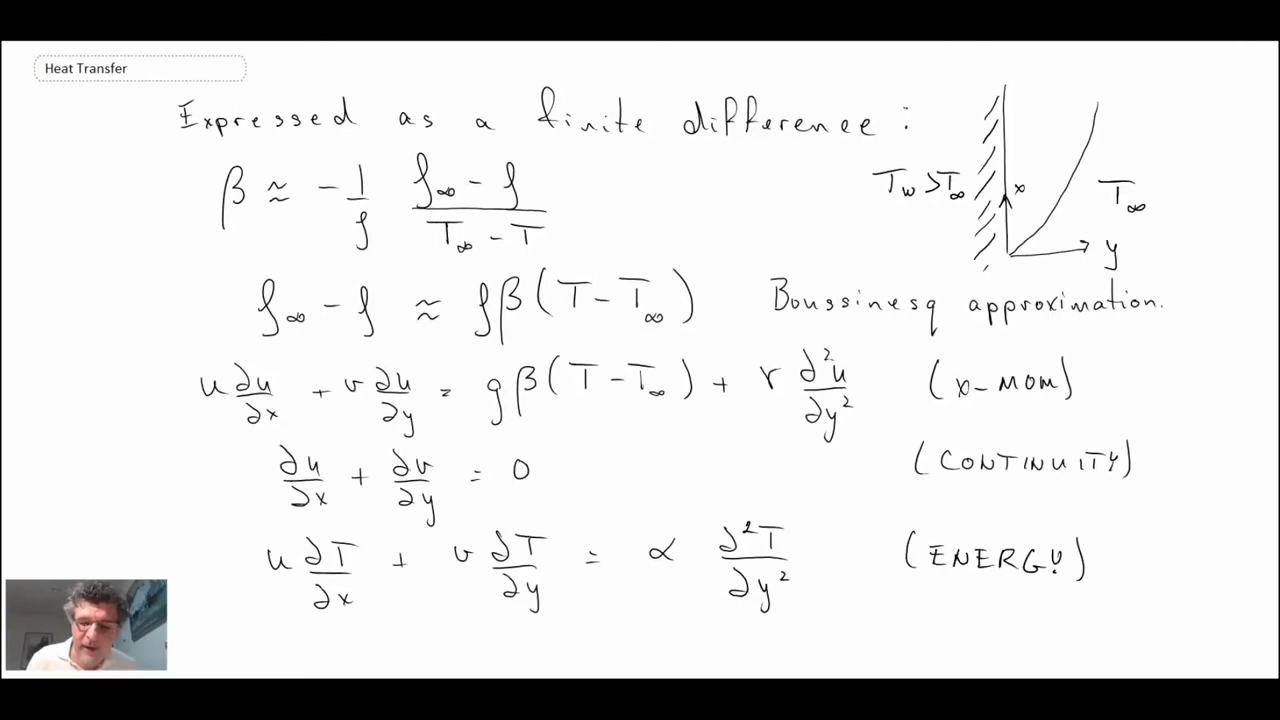 Heat Transfer
Expressed as a finite difference :
β ≈ - 1/ρ (ρ∞ - ρ)/(T∞ - T)
Tw > T∞
x
T∞
y
ρ∞ - ρ ≈ ρβ(T - T∞) Boussinesq approximation.
u ∂u/∂x + v ∂u/∂y = gβ(T - T∞) + ν ∂²u/∂y² (x-MOM)
∂u/∂x + ∂v/∂y = 0 (CONTINUITY)
u ∂T/∂x + v ∂T/∂y = α ∂²T/∂y² (ENERGY)